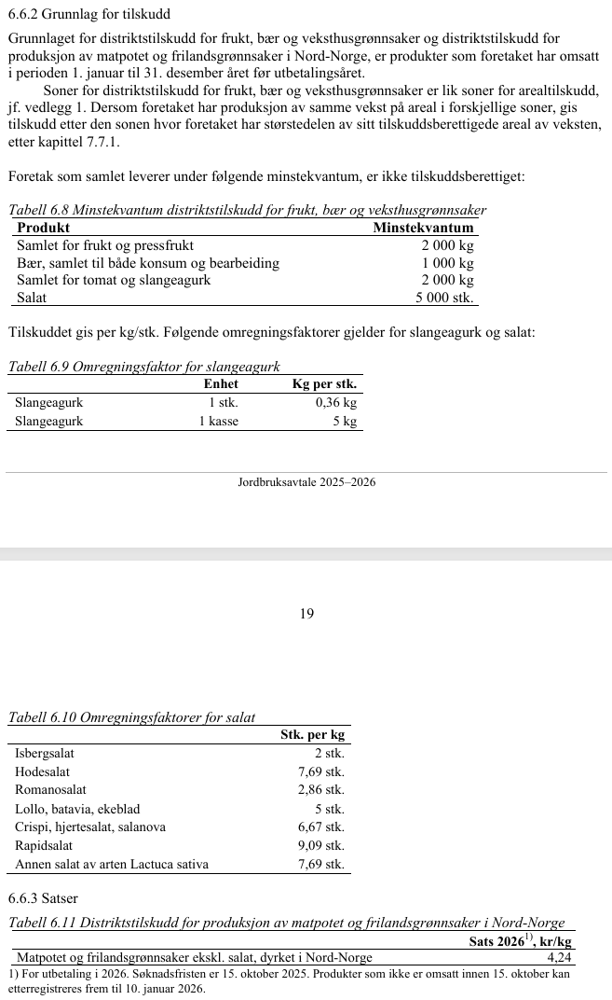 6.6.2 Grunnlag for tilskudd
Grunnlaget for distriktstilskudd for frukt, bær og veksthusgrønnsaker og distriktstilskudd for
produksjon av matpotet og frilandsgrønnsaker i Nord-Norge, er produkter som foretaket har omsatt
i perioden 1. januar til 31. desember året før utbetalingsåret.
Soner for distriktstilskudd for frukt, bær og veksthusgrønnsaker er lik soner for arealtilskudd,
jf. vedlegg 1. Dersom foretaket har produksjon av samme vekst på areal i forskjellige soner, gis
tilskudd etter den sonen hvor foretaket har størstedelen av sitt tilskuddsberettigede areal av veksten,
etter kapittel 7.7.1.
Foretak som samlet leverer under følgende minstekvantum, er ikke tilskuddsberettiget:
Tabell 6.8 Minstekvantum distriktstilskudd for frukt, bær og veksthusgrønnsaker
Produkt Minstekvantum
Samlet for frukt og pressfrukt 2 000 kg
Bær, samlet til både konsum og bearbeiding 1 000 kg
Samlet for tomat og slangeagurk 2 000 kg
Salat 5 000 stk.
Tilskuddet gis per kg/stk. Følgende omregningsfaktorer gjelder for slangeagurk og salat:
Tabell 6.9 Omregningsfaktor for slangeagurk
Enhet Kg per stk.
Slangeagurk 1 stk. 0,36 kg
Slangeagurk 1 kasse 5 kg
Jordbruksavtale 2025–2026
19
Tabell 6.10 Omregningsfaktorer for salat
Stk. per kg
Isbergsalat 2 stk.
Hodesalat 7,69 stk.
Romanosalat 2,86 stk.
Lollo, batavia, ekeblad 5 stk.
Crispi, hjertesalat, salanova 6,67 stk.
Rapidsalat 9,09 stk.
Annen salat av arten Lactuca sativa 7,69 stk.
6.6.3 Satser
Tabell 6.11 Distriktstilskudd for produksjon av matpotet og frilandsgrønnsaker i Nord-Norge
Sats 2026¹⁾, kr/kg
Matpotet og frilandsgrønnsaker ekskl. salat, dyrket i Nord-Norge 4,24
1) For utbetaling i 2026. Søknadsfristen er 15. oktober 2025. Produkter som ikke er omsatt innen 15. oktober kan
etterregistreres frem til 10. januar 2026.